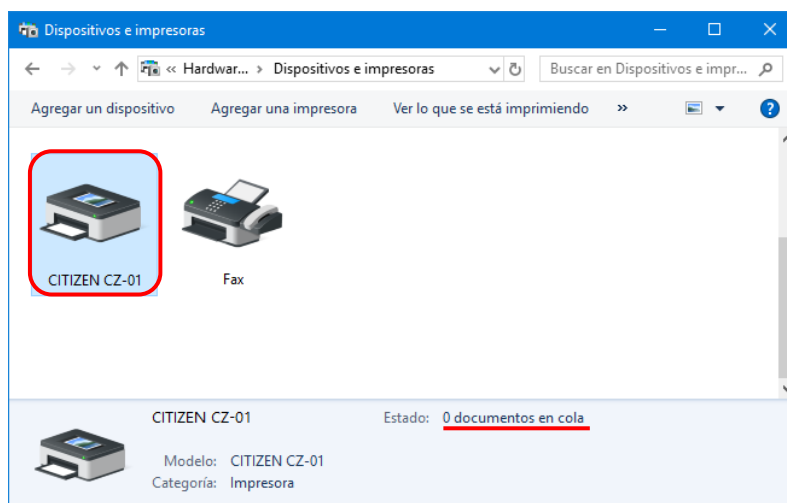 Dispositivos e impresoras
« Hardwar... › Dispositivos e impresoras
Buscar en Dispositivos e impr...
Agregar un dispositivo Agregar una impresora Ver lo que se está imprimiendo »
CITIZEN CZ-01 Fax
CITIZEN CZ-01 Estado: 0 documentos en cola
Modelo: CITIZEN CZ-01
Categoría: Impresora